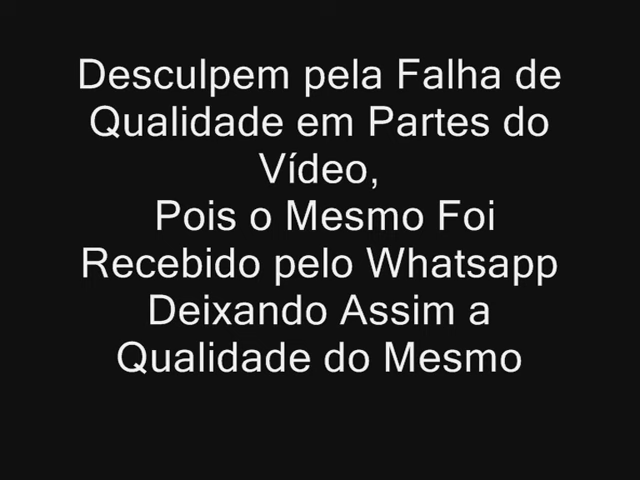 Desculpem pela Falha de
Qualidade em Partes do
Vídeo,
Pois o Mesmo Foi
Recebido pelo Whatsapp
Deixando Assim a
Qualidade do Mesmo